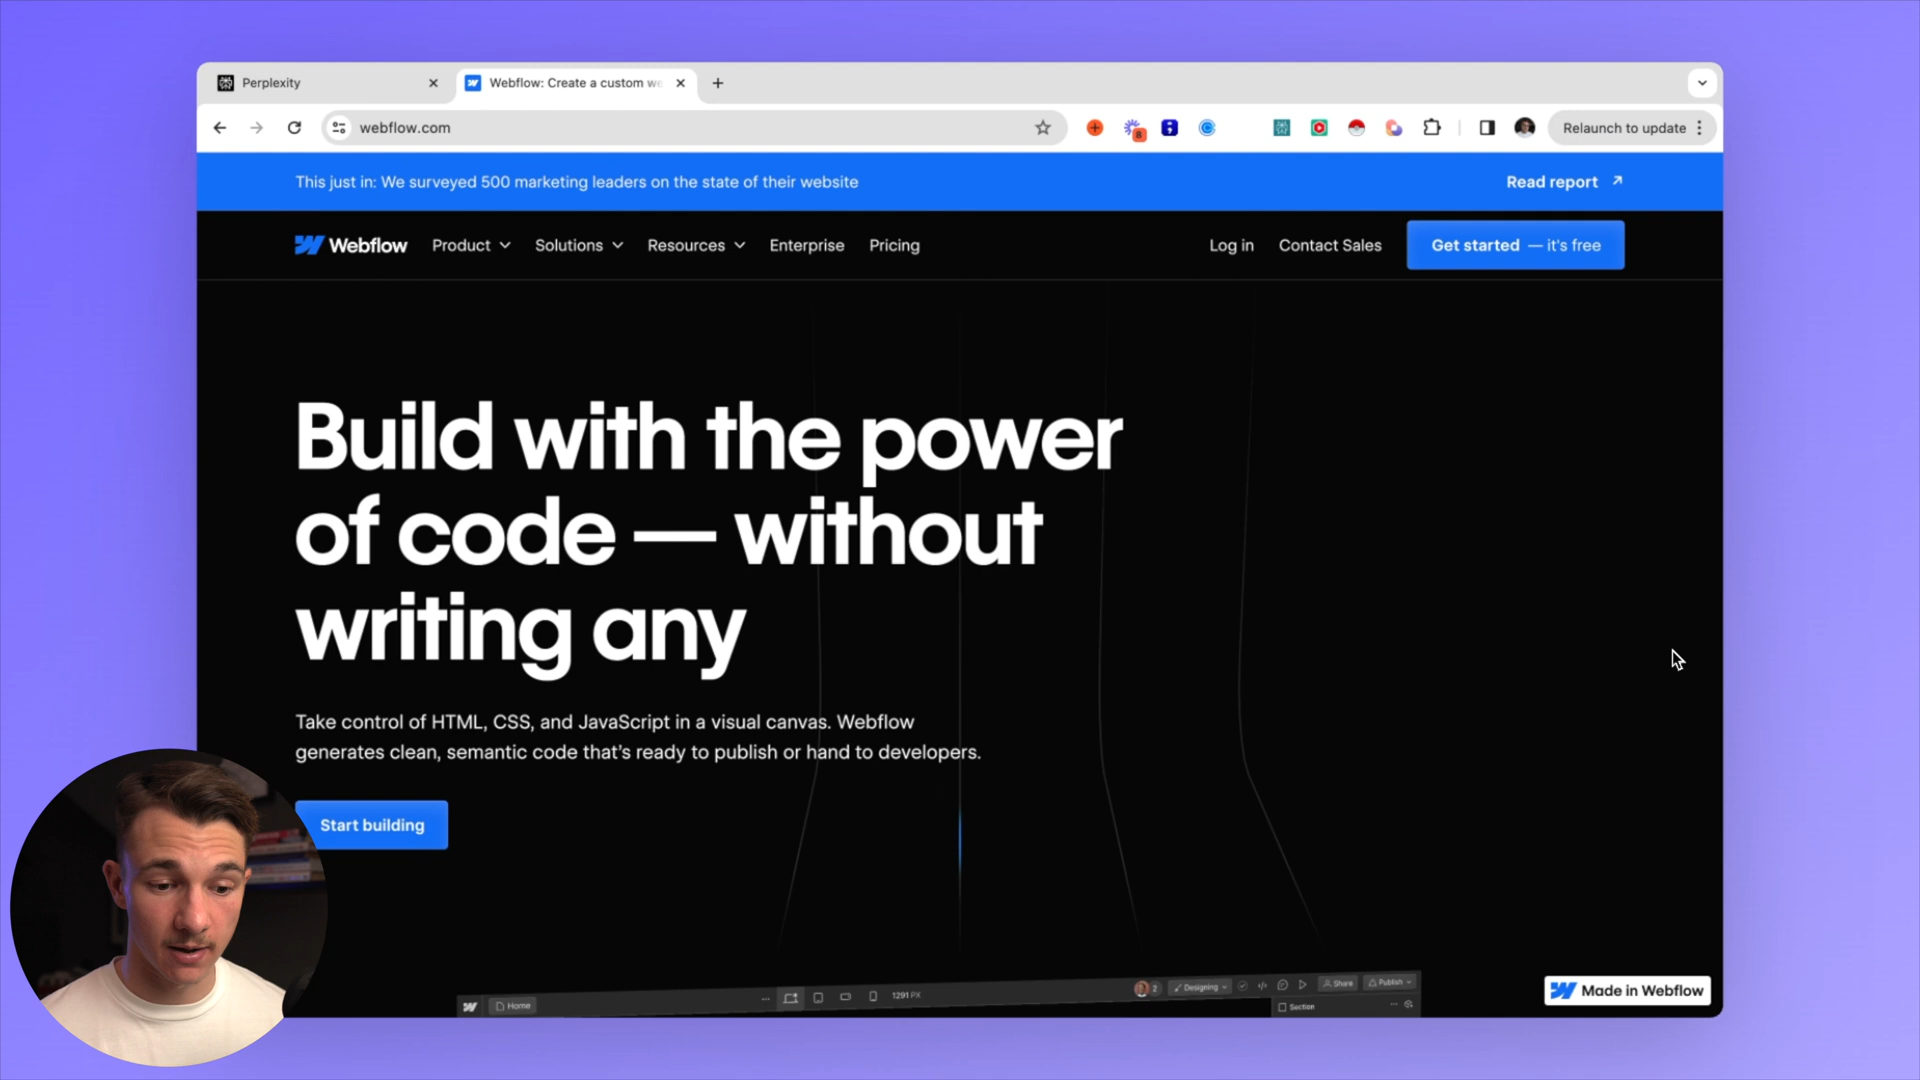 Perplexity
Webflow: Create a custom we
webflow.com
8
Relaunch to update
This just in: We surveyed 500 marketing leaders on the state of their website
Read report
Webflow
Product
Solutions
Resources
Enterprise
Pricing
Log in
Contact Sales
Get started — it's free
Build with the power
of code — without
writing any
Take control of HTML, CSS, and JavaScript in a visual canvas. Webflow
generates clean, semantic code that's ready to publish or hand to developers.
Start building
Home
1291 PX
2
Designing
Share
Publish
Section
Made in Webflow